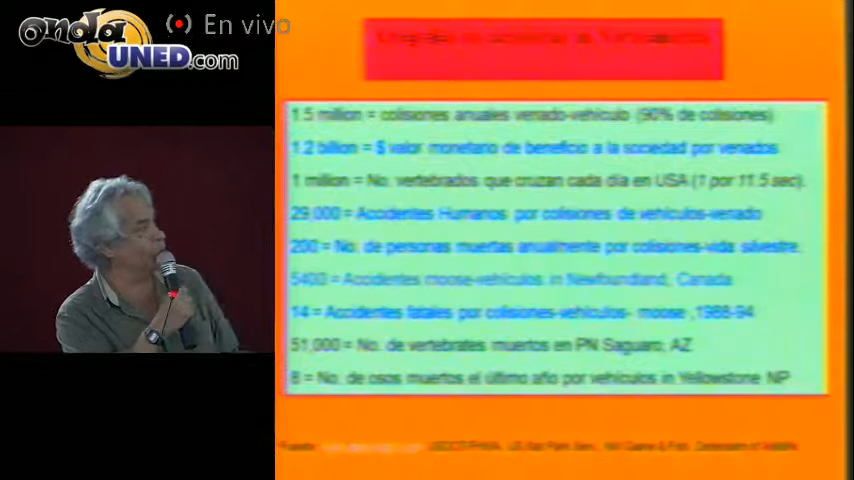 onda
UNED.com
En vivo
1.5 million = colisiones anuales venado-vehículo (90% de colisiones)
1.2 billion = $ valor monetario de beneficio a la sociedad por venados
1 million = No. vertebrados que cruzan cada día en USA (1 por 11.5 sec).
29,000 = Accidentes Humanos por colisiones de vehículos-venado
200 = No. de personas muertas anualmente por colisiones-vida silvestre.
5400 = Accidentes moose-vehículos in Newfoundland, Canada
14 = Accidentes fatales por colisiones-vehículos- moose ,1988-94
51,000 = No. de vertebrates muertos en PN Saguaro, AZ
= No. de osos muertos el último año por vehículos in Yellowstone NP